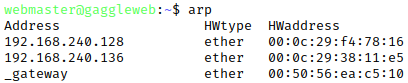 webmaster@gaggleweb:~$ arp
Address HWtype HWaddress
192.168.240.128 ether 00:0c:29:f4:78:16
192.168.240.136 ether 00:0c:29:38:11:e5
_gateway ether 00:50:56:ea:c5:10